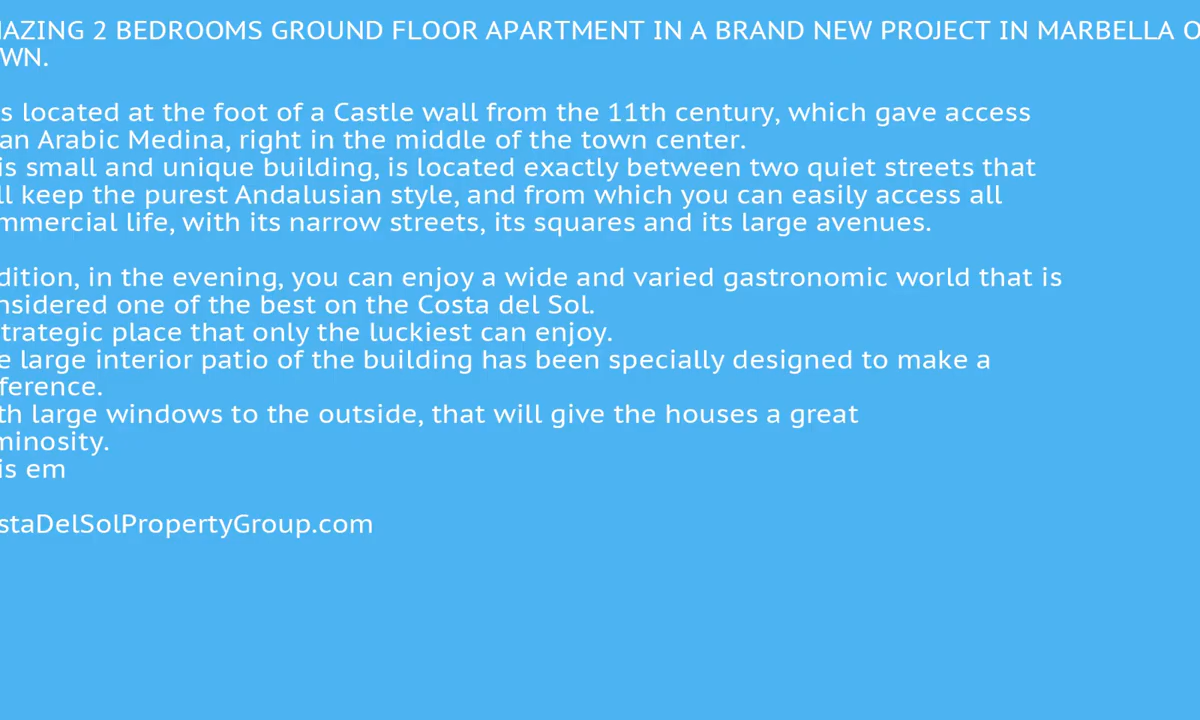 AZING 2 BEDROOMS GROUND FLOOR APARTMENT IN A BRAND NEW PROJECT IN MARBELLA O
WN.
s located at the foot of a Castle wall from the 11th century, which gave access
an Arabic Medina, right in the middle of the town center.
is small and unique building, is located exactly between two quiet streets that
ll keep the purest Andalusian style, and from which you can easily access all
mmercial life, with its narrow streets, its squares and its large avenues.
dition, in the evening, you can enjoy a wide and varied gastronomic world that is
nsidered one of the best on the Costa del Sol.
trategic place that only the luckiest can enjoy.
e large interior patio of the building has been specially designed to make a
ference.
th large windows to the outside, that will give the houses a great
minosity.
is em
staDelSolPropertyGroup.com